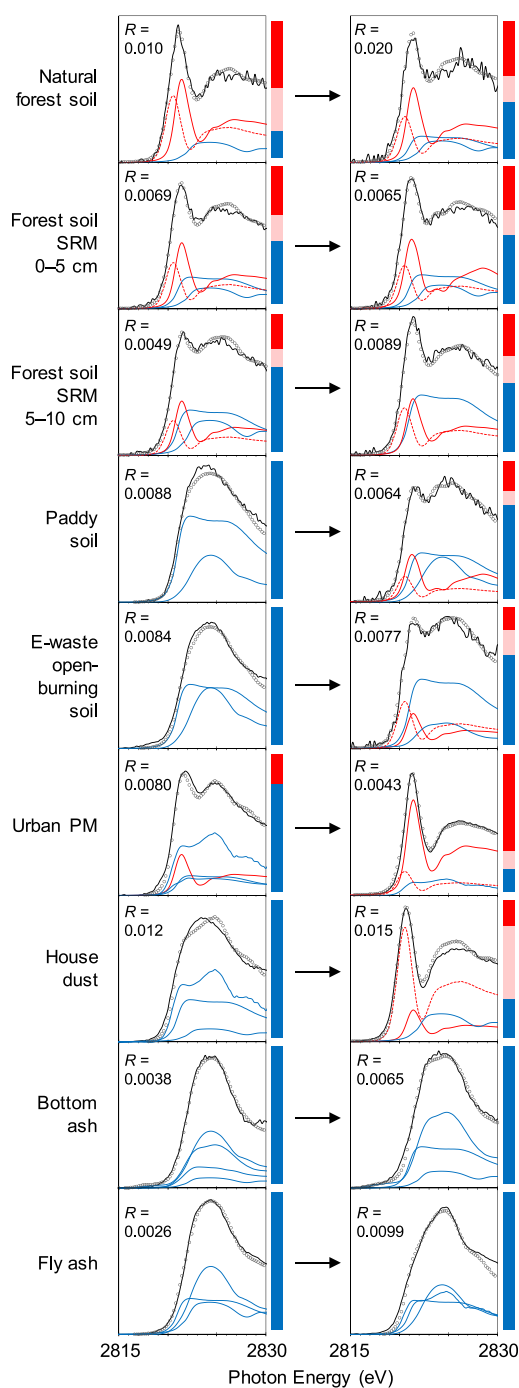 Natural
forest soil
R =
0.010
R =
0.020
Forest soil
SRM
0–5 cm
R =
0.0069
R =
0.0065
Forest soil
SRM
5–10 cm
R =
0.0049
R =
0.0089
Paddy
soil
R =
0.0088
R =
0.0064
E-waste
open-
burning
soil
R =
0.0084
R =
0.0077
Urban PM
R =
0.0080
R =
0.0043
House
dust
R =
0.012
R =
0.015
Bottom
ash
R =
0.0038
R =
0.0065
Fly ash
R =
0.0026
R =
0.0099
2815 2830 2815 2830
Photon Energy (eV)